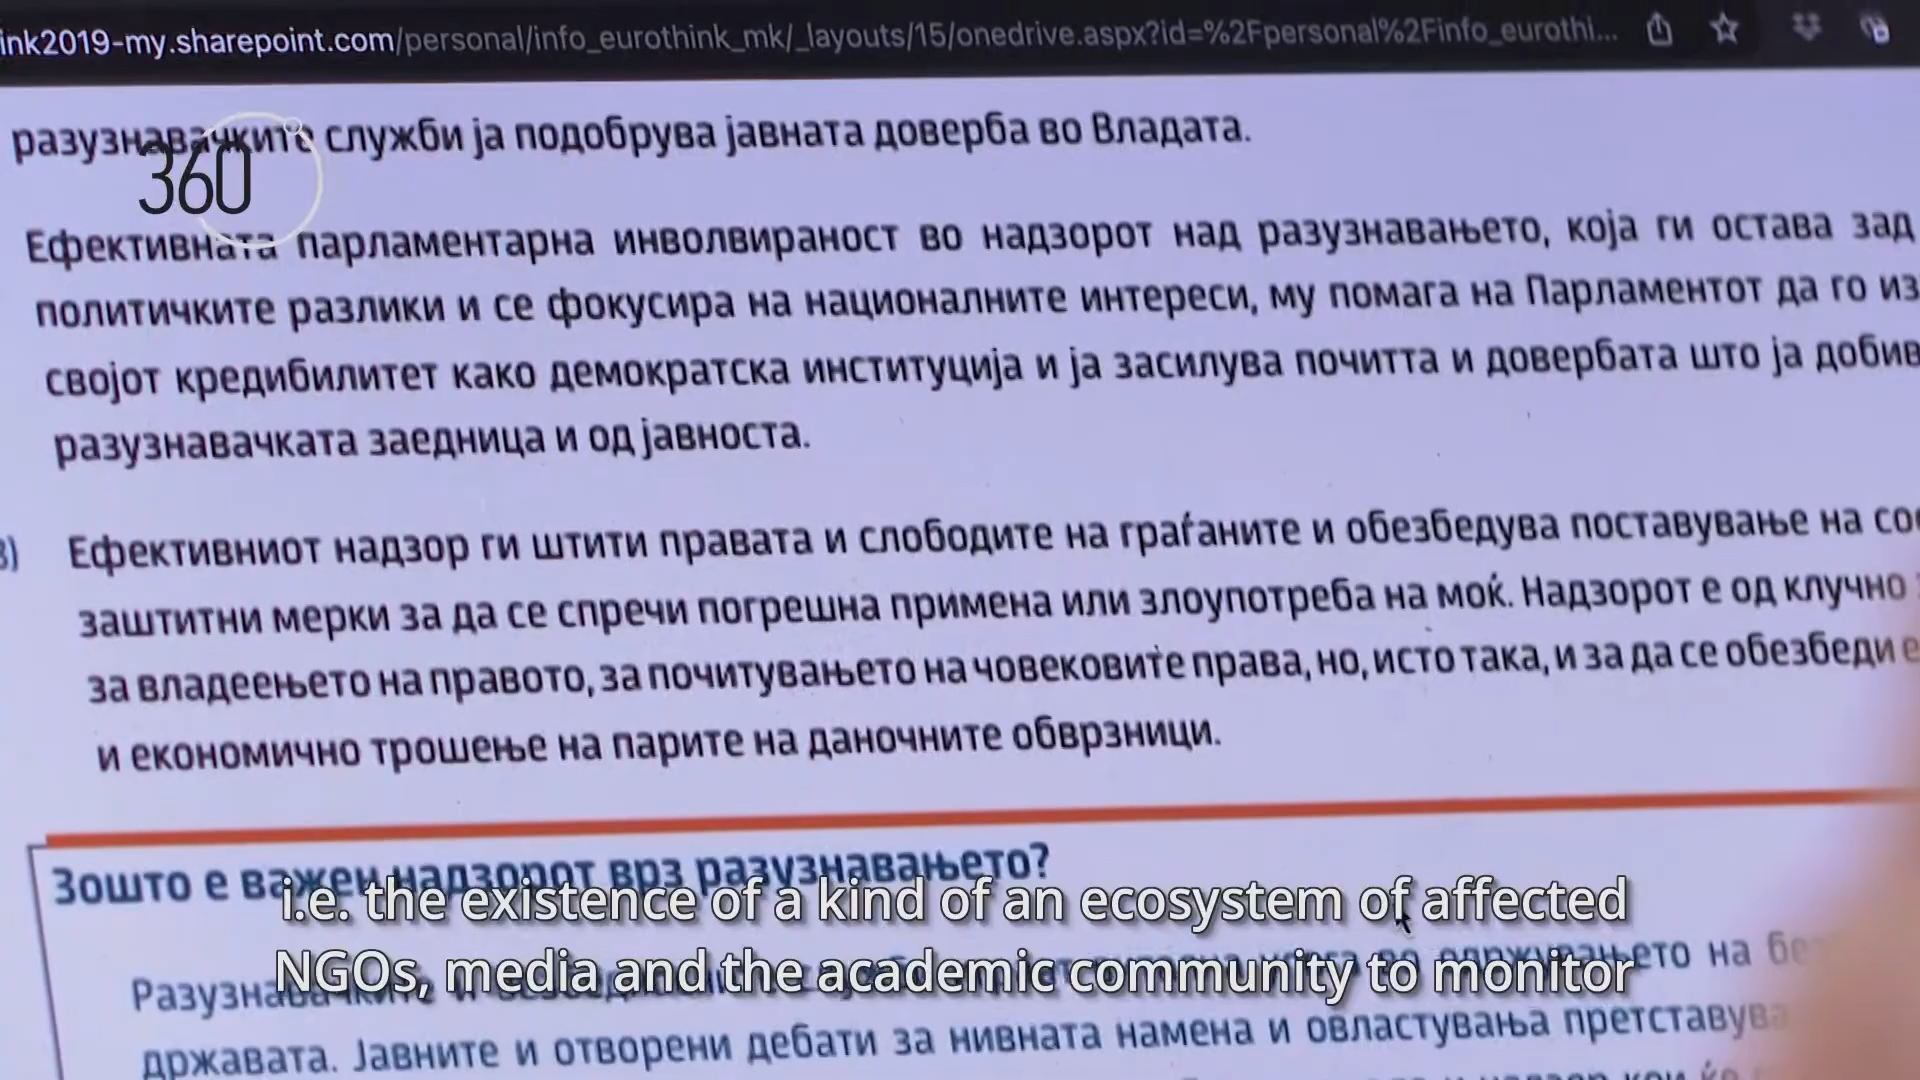 ink2019-my.sharepoint.com/personal/info_eurothink_mk/_layouts/15/onedrive.aspx?id=%2Fpersonal%2Finfo_eurothi...
разузнавачките служби ја подобрува јавната доверба во Владата.
360
Ефективната парламентарна инволвираност во надзорот над разузнавањето, која ги остава зад
политичките разлики и се фокусира на националните интереси, му помага на Парламентот да го из
својот кредибилитет како демократска институција и ја засилува почитта и довербата што ја добив
разузнавачката заедница и од јавноста.
3) Ефективниот надзор ги штити правата и слободите на граѓаните и обезбедува поставување на соо
заштитни мерки за да се спречи погрешна примена или злоупотреба на моќ. Надзорот е од клучно
за владеењето на правото, за почитувањето на човековите права, но, исто така, и за да се обезбеди е
и економично трошење на парите на даночните обврзници.
Зошто е важен надзорот врз разузнавањето?
i.e. the existence of a kind of an ecosystem of affected
NGOs, media and the academic community to monitor
Разузнавачките и на бе
државата. Јавните и отворени дебати за нивната намена и овластувања претставува